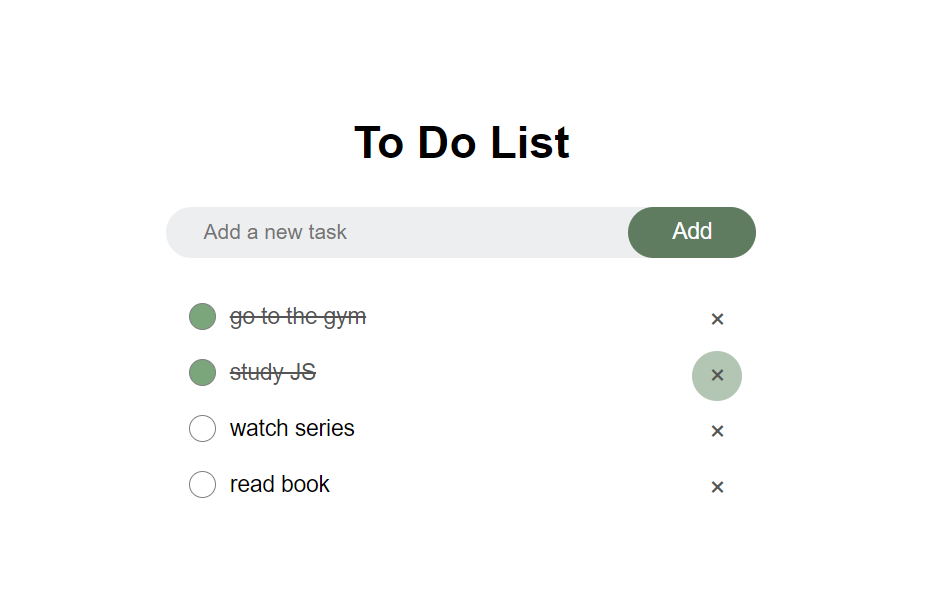 To Do List
Add a new task Add
go to the gym ×
study JS ×
watch series ×
read book ×